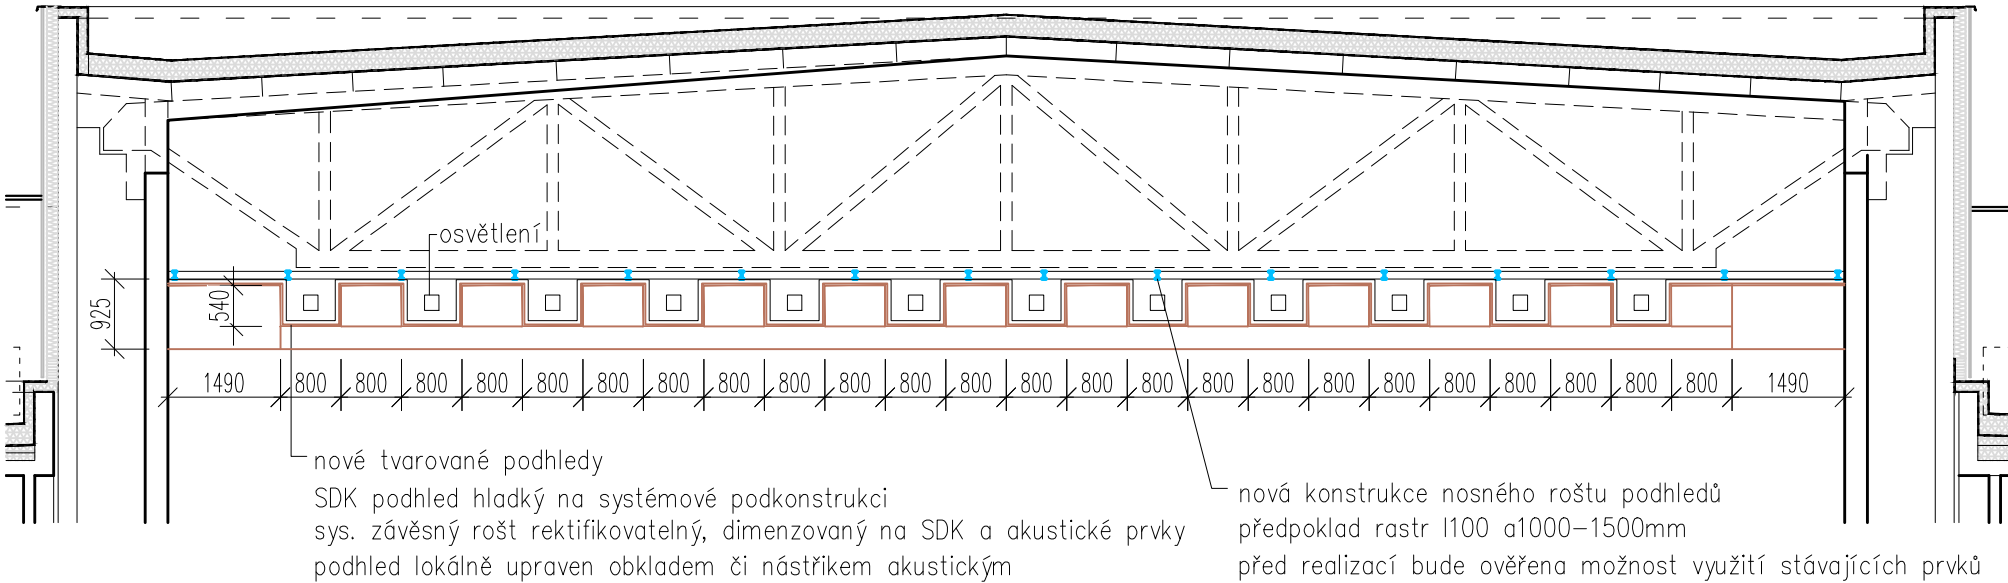 osvětlení
925
540
1490 800 800 800 800 800 800 800 800 800 800 800 800 800 800 800 800 800 800 800 800 800 800 800 800 1490
nové tvarované podhledy
SDK podhled hladký na systémové podkonstrukci
sys. závěsný rošt rektifikovatelný, dimenzovaný na SDK a akustické prvky
podhled lokálně upraven obkladem či nástřikem akustickým
nová konstrukce nosného roštu podhledů
předpoklad rastr I100 a1000-1500mm
před realizací bude ověřena možnost využití stávajících prvků